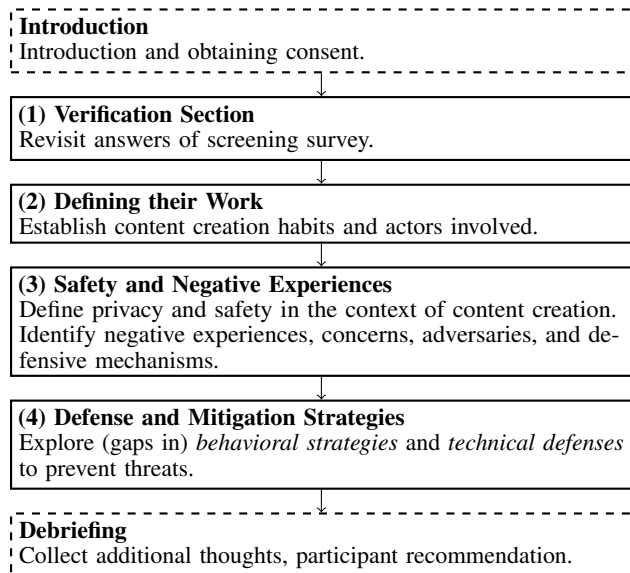 Introduction
Introduction and obtaining consent.
(1) Verification Section
Revisit answers of screening survey.
(2) Defining their Work
Establish content creation habits and actors involved.
(3) Safety and Negative Experiences
Define privacy and safety in the context of content creation.
Identify negative experiences, concerns, adversaries, and de-
fensive mechanisms.
(4) Defense and Mitigation Strategies
Explore (gaps in) behavioral strategies and technical defenses
to prevent threats.
Debriefing
Collect additional thoughts, participant recommendation.